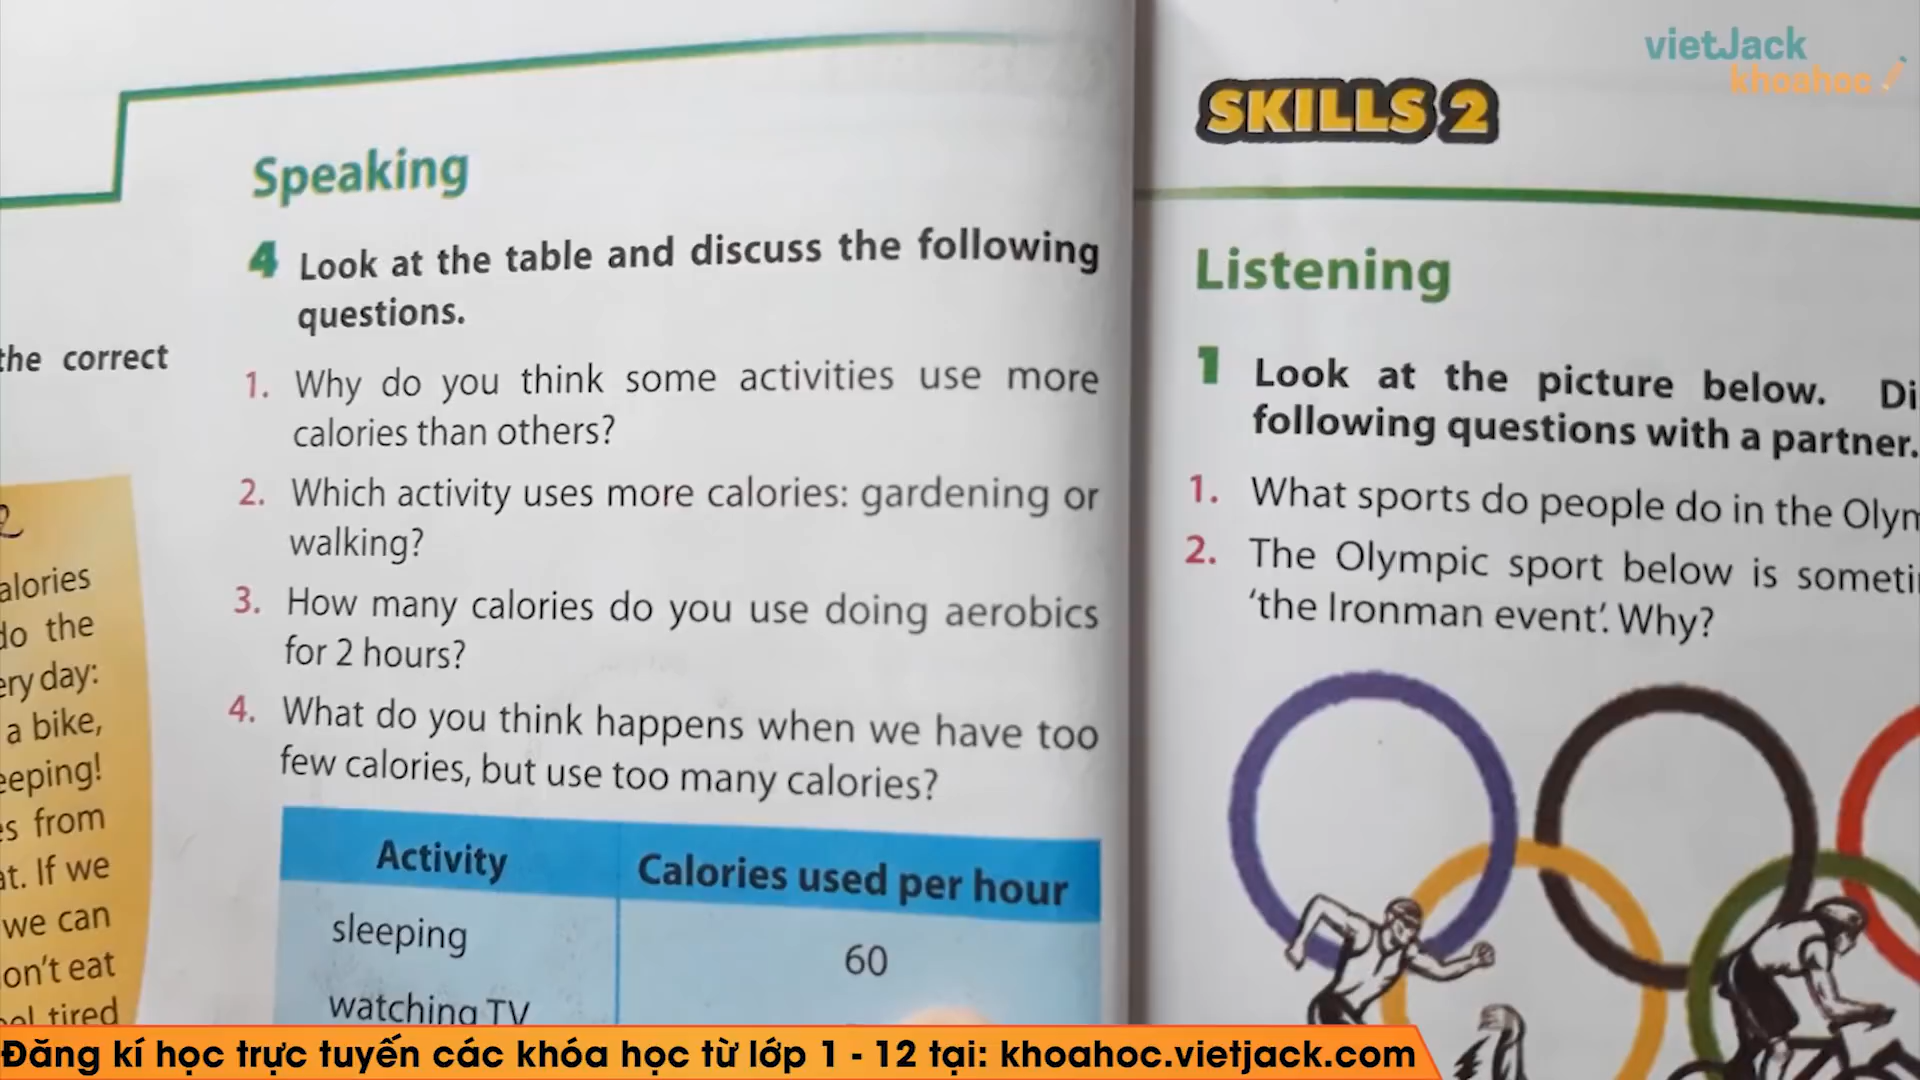 vietJack
khoahoc
the correct
alories
do the
ery day:
a bike,
eeping!
es from
at. If we
we can
on't eat
el tired
Speaking
4 Look at the table and discuss the following
questions.
1. Why do you think some activities use more
calories than others?
2. Which activity uses more calories: gardening or
walking?
3. How many calories do you use doing aerobics
for 2 hours?
4. What do you think happens when we have too
few calories, but use too many calories?
Activity Calories used per hour
sleeping 60
watching TV
SKILLS 2
Listening
1 Look at the picture below. Di
following questions with a partner.
1. What sports do people do in the Olym
2. The Olympic sport below is someti
'the Ironman event'. Why?
Đăng kí học trực tuyến các khóa học từ lớp 1 - 12 tại: khoahoc.vietjack.com